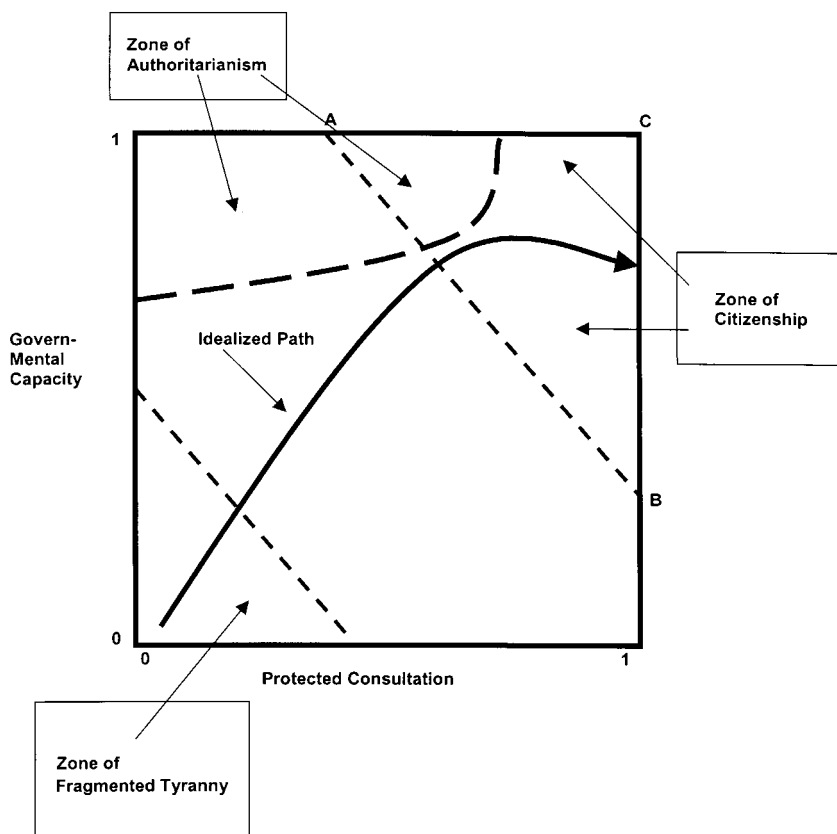 Zone of
Authoritarianism
A
C
1
Idealized Path
Zone of
Citizenship
Govern-
Mental
Capacity
B
0
0
1
Protected Consultation
Zone of
Fragmented Tyranny